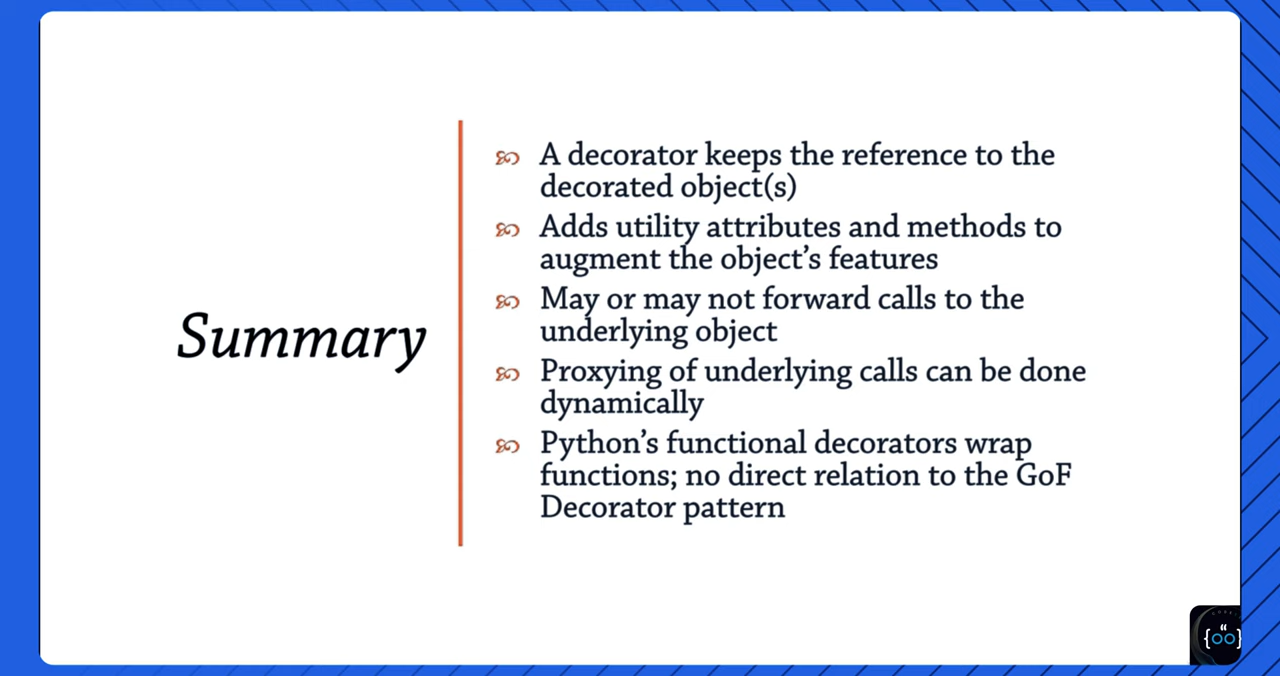 Summary
A decorator keeps the reference to the
decorated object(s)
Adds utility attributes and methods to
augment the object’s features
May or may not forward calls to the
underlying object
Proxying of underlying calls can be done
dynamically
Python’s functional decorators wrap
functions; no direct relation to the GoF
Decorator pattern